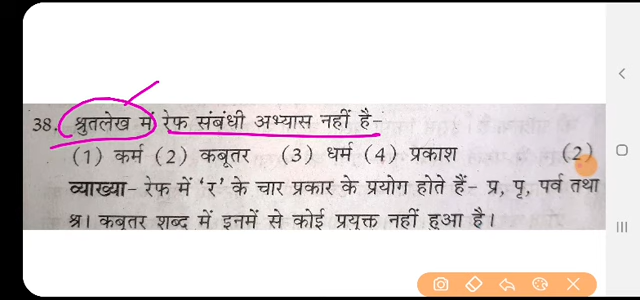 38. श्रुतलेख में रेफ संबंधी अभ्यास नहीं है-
(1) कर्म (2) कबूतर (3) धर्म (4) प्रकाश (2)
व्याख्या- रेफ में 'र' के चार प्रकार के प्रयोग होते हैं- प्र, पृ, पर्व तथा
श्र। कबूतर शब्द में इनमें से कोई प्रयुक्त नहीं हुआ है।